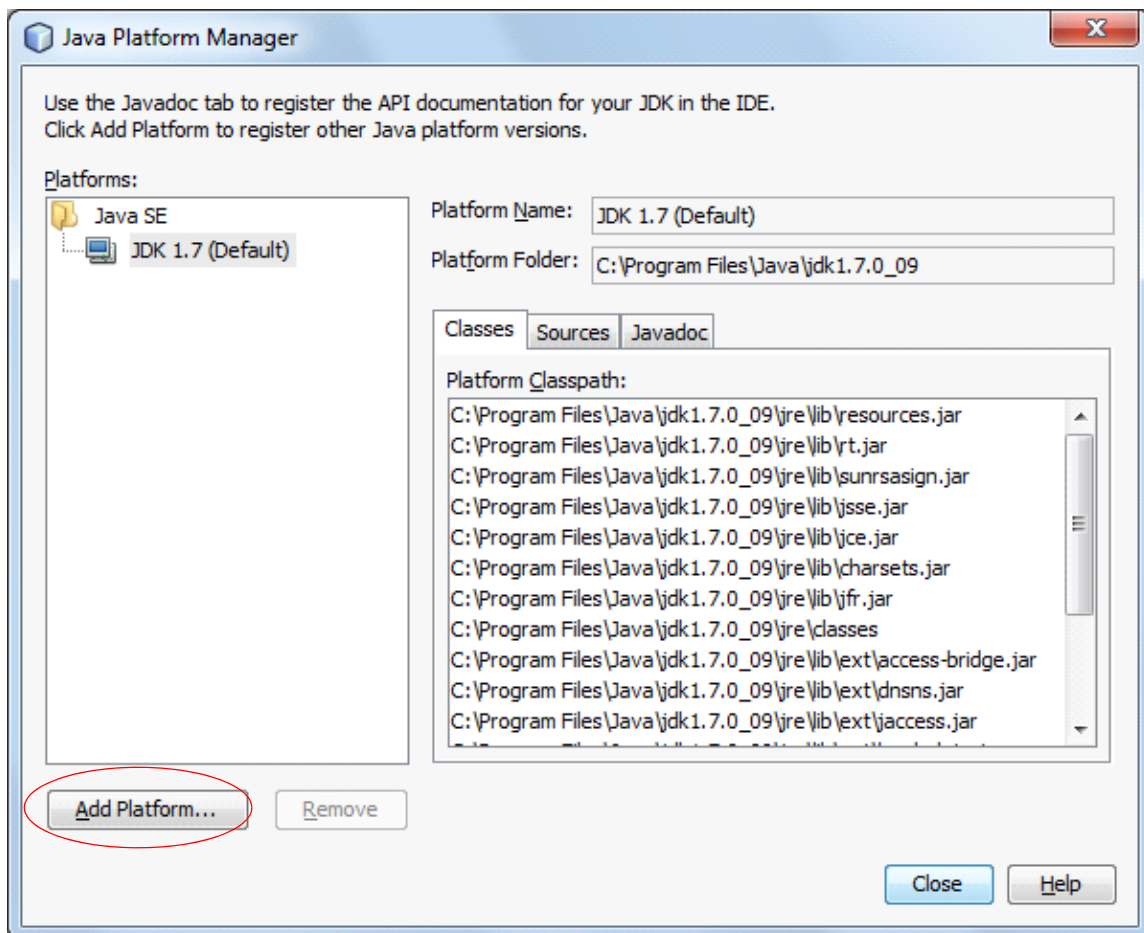 Java Platform Manager
Use the Javadoc tab to register the API documentation for your JDK in the IDE.
Click Add Platform to register other Java platform versions.
Platforms:
Java SE
JDK 1.7 (Default)
Platform Name: JDK 1.7 (Default)
Platform Folder: C:\Program Files\Java\jdk1.7.0_09
Classes Sources Javadoc
Platform Classpath:
C:\Program Files\Java\jdk1.7.0_09\jre\lib\resources.jar
C:\Program Files\Java\jdk1.7.0_09\jre\lib\rt.jar
C:\Program Files\Java\jdk1.7.0_09\jre\lib\sunrsasign.jar
C:\Program Files\Java\jdk1.7.0_09\jre\lib\jsse.jar
C:\Program Files\Java\jdk1.7.0_09\jre\lib\jce.jar
C:\Program Files\Java\jdk1.7.0_09\jre\lib\charsets.jar
C:\Program Files\Java\jdk1.7.0_09\jre\lib\jfr.jar
C:\Program Files\Java\jdk1.7.0_09\jre\classes
C:\Program Files\Java\jdk1.7.0_09\jre\lib\ext\access-bridge.jar
C:\Program Files\Java\jdk1.7.0_09\jre\lib\ext\dnsns.jar
C:\Program Files\Java\jdk1.7.0_09\jre\lib\ext\jaccess.jar
Add Platform... Remove
Close Help